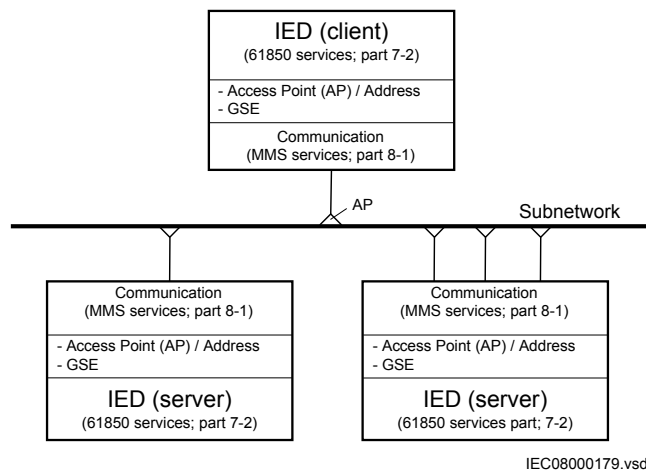 IED (client)
(61850 services; part 7-2)
- Access Point (AP) / Address
- GSE
Communication
(MMS services; part 8-1)
AP
Subnetwork
Communication
(MMS services; part 8-1)
- Access Point (AP) / Address
- GSE
IED (server)
(61850 services; part 7-2)
Communication
(MMS services; part 8-1)
- Access Point (AP) / Address
- GSE
IED (server)
(61850 services part; 7-2)
IEC08000179.vsd